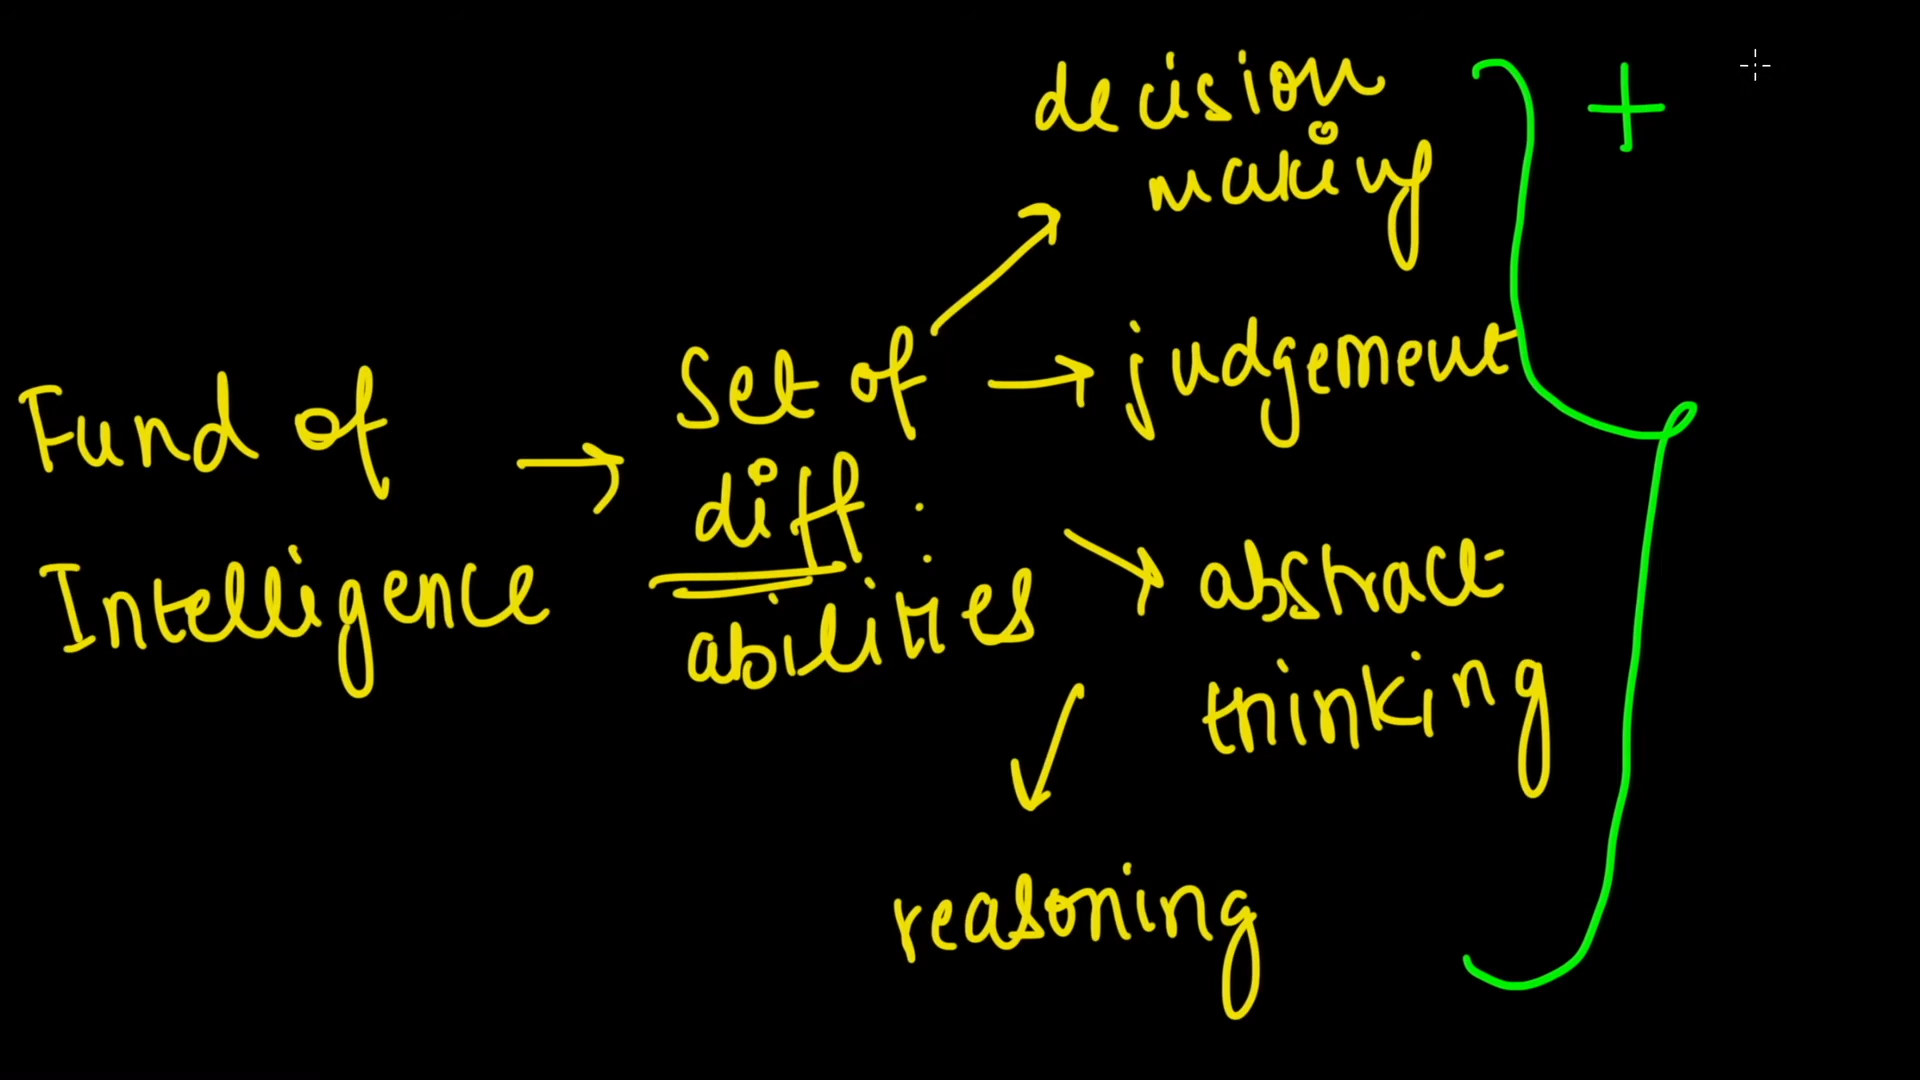 Fund of
Intelligence
→
Set of
diff.
abilities
decision
making
→ judgement
abstract
thinking
reasoning
+